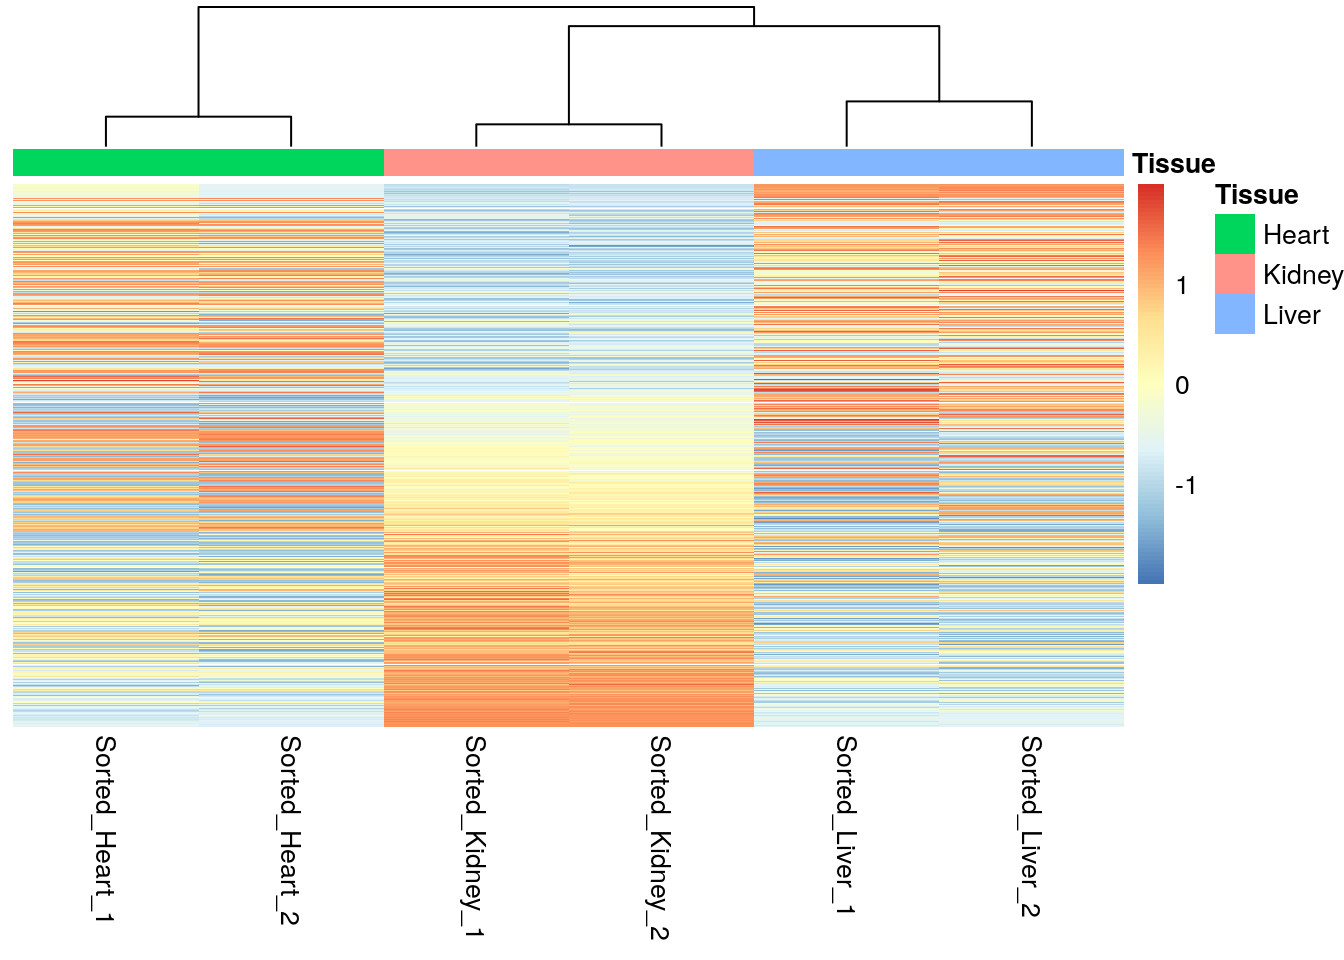 Tissue
Tissue
Heart
Kidney
Liver
1
0
-1
Sorted_Heart_1
Sorted_Heart_2
Sorted_Kidney_1
Sorted_Kidney_2
Sorted_Liver_1
Sorted_Liver_2